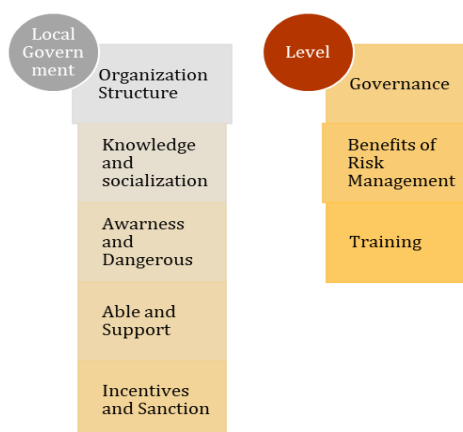 Local
Govern
ment
Organization
Structure
Knowledge
and
socialization
Awarness
and
Dangerous
Able and
Support
Incentives
and Sanction
Level
Governance
Benefits of
Risk
Management
Training